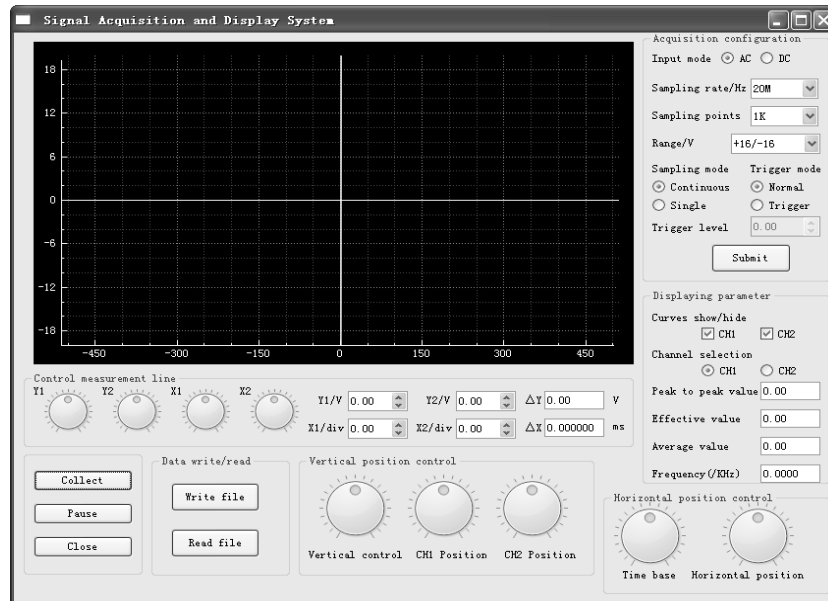 Signal Acquisition and Display System
18
12
6
0
-6
-12
-18
-450 -300 -150 0 150 300 450
Acquisition configuration
Input mode AC DC
Sampling rate/Hz 20M
Sampling points 1K
Range/V +16/-16
Sampling mode Trigger mode
Continuous Normal
Single Trigger
Trigger level 0.00
Submit
Displaying parameter
Curves show/hide
CH1 CH2
Channel selection
CH1 CH2
Peak to peak value 0.00
Effective value 0.00
Average value 0.00
Frequency(/KHz) 0.0000
Control measurement line
Y1 Y2 X1 X2
Y1/V 0.00 Y2/V 0.00 △Y 0.00 V
X1/div 0.00 X2/div 0.00 △X 0.000000 ms
Collect
Pause
Close
Data write/read
Write file
Read file
Vertical position control
Vertical control CH1 Position CH2 Position
Horizontal position control
Time base Horizontal position